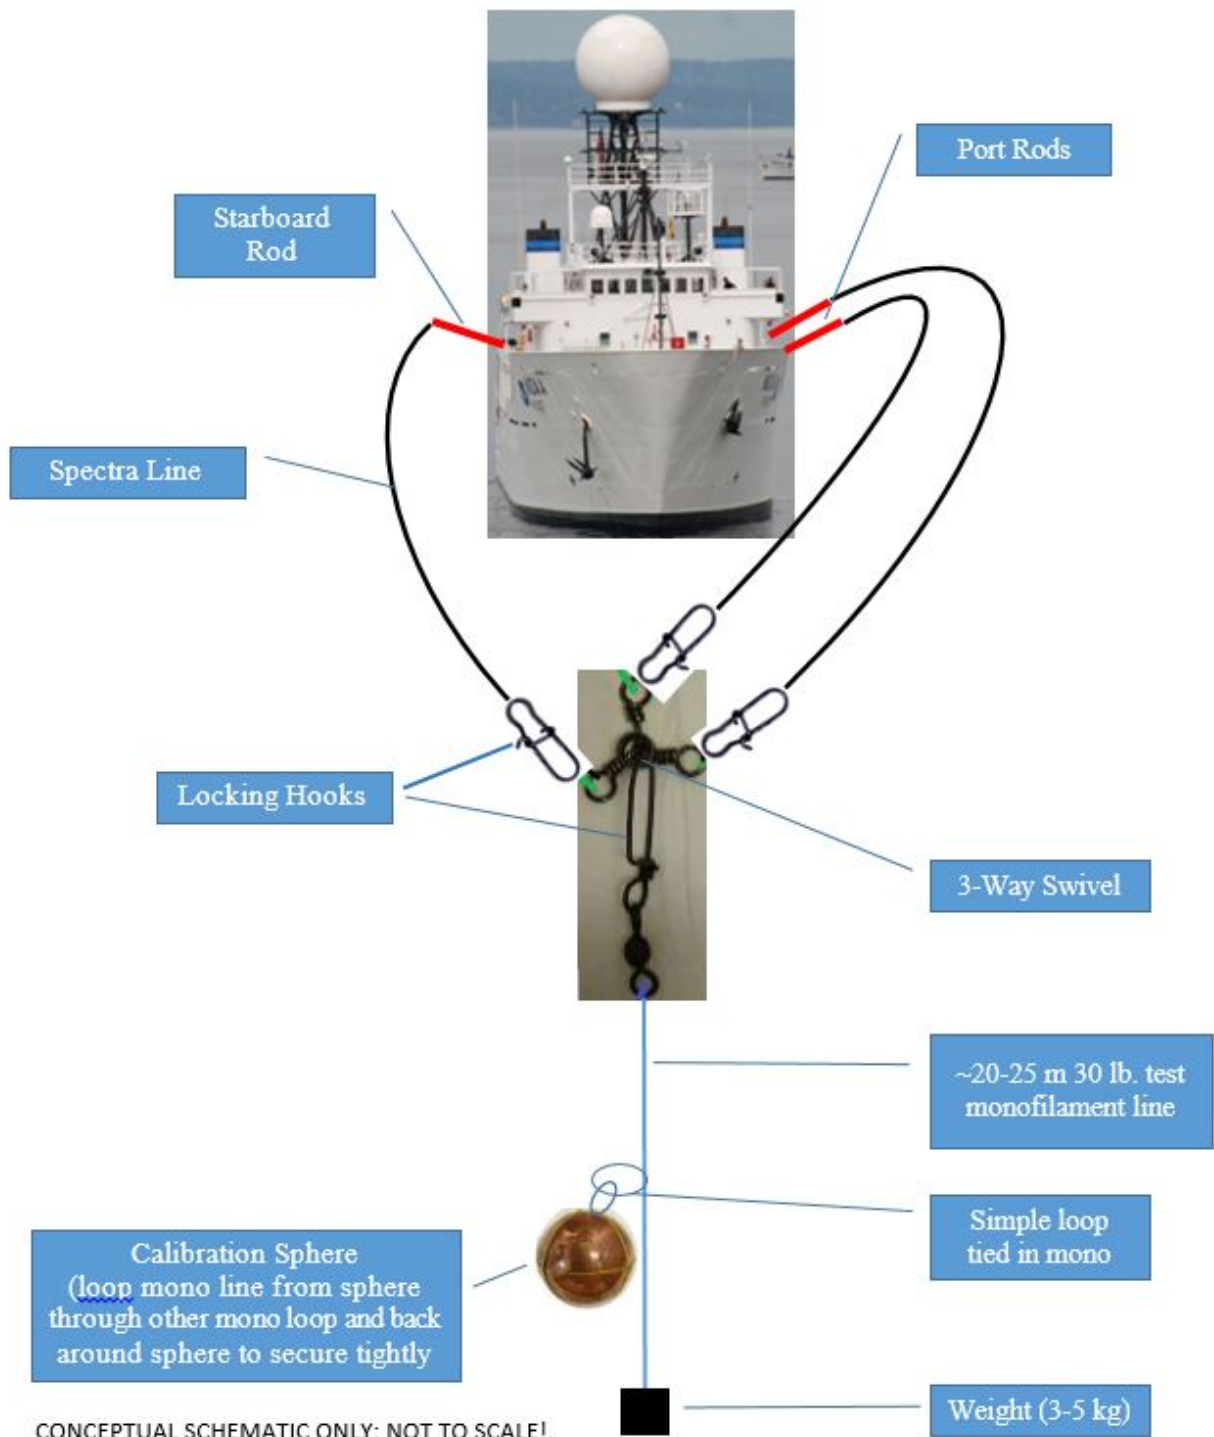 Port Rods
Starboard
Rod
Spectra Line
Locking Hooks
3-Way Swivel
~20-25 m 30 lb. test
monofilament line
Simple loop
tied in mono
Calibration Sphere
(loop mono line from sphere
through other mono loop and back
around sphere to secure tightly
Weight (3-5 kg)
CONCEPTUAL SCHEMATIC ONLY: NOT TO SCALE!